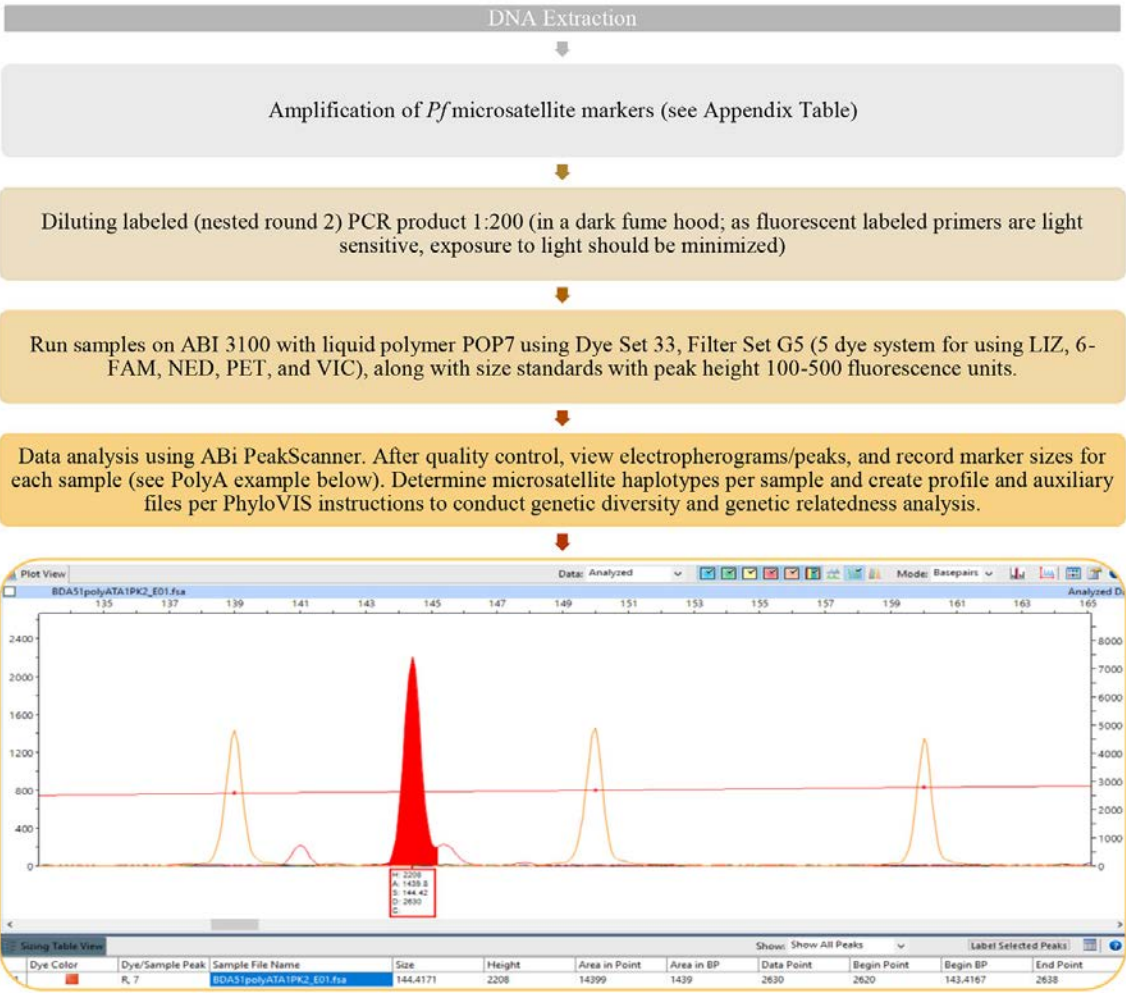 DNA Extraction
Amplification of Pf microsatellite markers (see Appendix Table)
Diluting labeled (nested round 2) PCR product 1:200 (in a dark fume hood; as fluorescent labeled primers are light
sensitive, exposure to light should be minimized)
Run samples on ABI 3100 with liquid polymer POP7 using Dye Set 33, Filter Set G5 (5 dye system for using LIZ, 6-
FAM, NED, PET, and VIC), along with size standards with peak height 100-500 fluorescence units.
Data analysis using ABi PeakScanner. After quality control, view electropherograms/peaks, and record marker sizes for
each sample (see PolyA example below). Determine microsatellite haplotypes per sample and create profile and auxiliary
files per PhyloVIS instructions to conduct genetic diversity and genetic relatedness analysis.
Plot View Data: Analyzed Mode: Basepairs
BDA51polyATA1PK2_E01.fsa Analyzed Da
135 137 139 141 143 145 147 149 151 153 155 157 159 161 163 165
2400
2000
1600
1200
800
400
0
8000
7000
6000
5000
4000
3000
2000
1000
0
H: 2208
A: 1439.8
S: 144.42
D: 2630
C:
Sizing Table View Show: Show All Peaks Label Selected Peaks
Dye Color Dye/Sample Peak Sample File Name Size Height Area in Point Area in BP Data Point Begin Point Begin BP End Point
R, 7 BDA51polyATA1PK2_E01.fsa 144.4171 2208 14399 1439 2630 2620 143.4167 2638